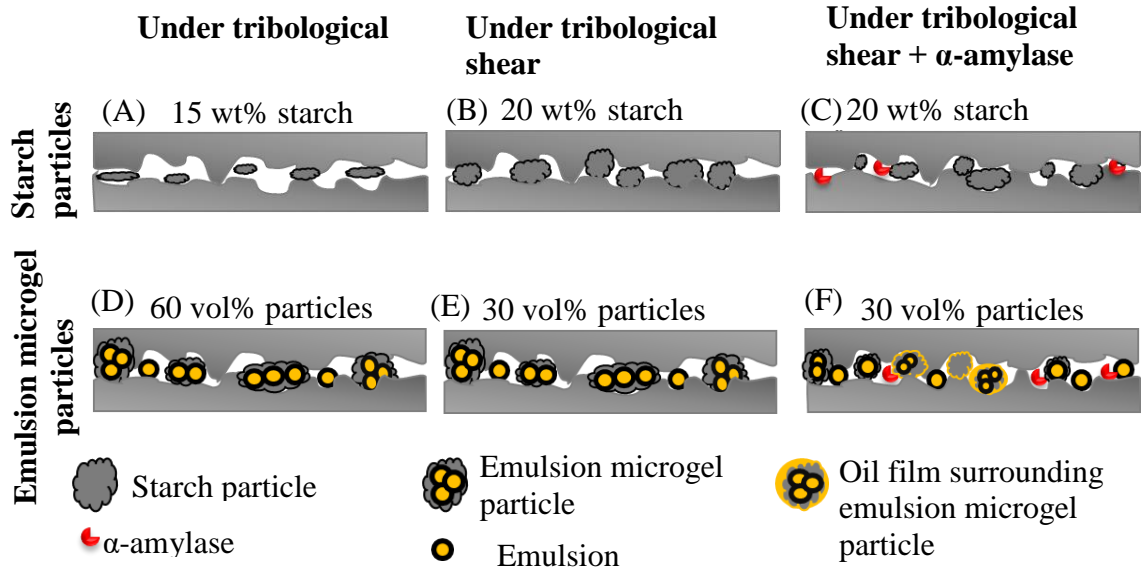 Under tribological
Under tribological
shear
Under tribological
shear + α-amylase
Starch
particles
(A) 15 wt% starch
(B) 20 wt% starch
(C) 20 wt% starch
Emulsion microgel
particles
(D) 60 vol% particles
(E) 30 vol% particles
(F) 30 vol% particles
Starch particle
Emulsion microgel
particle
Oil film surrounding
emulsion microgel
particle
α-amylase
Emulsion